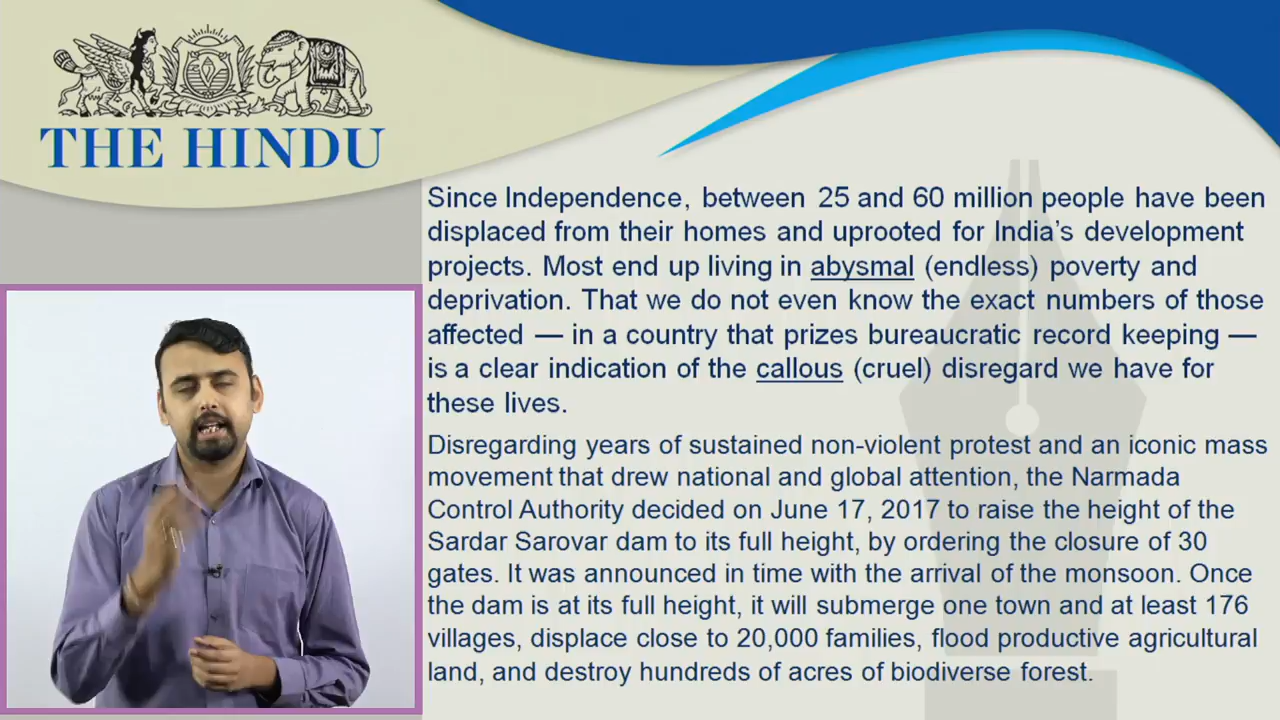 THE HINDU
Since Independence, between 25 and 60 million people have been
displaced from their homes and uprooted for India's development
projects. Most end up living in abysmal (endless) poverty and
deprivation. That we do not even know the exact numbers of those
affected — in a country that prizes bureaucratic record keeping —
is a clear indication of the callous (cruel) disregard we have for
these lives.
Disregarding years of sustained non-violent protest and an iconic mass
movement that drew national and global attention, the Narmada
Control Authority decided on June 17, 2017 to raise the height of the
Sardar Sarovar dam to its full height, by ordering the closure of 30
gates. It was announced in time with the arrival of the monsoon. Once
the dam is at its full height, it will submerge one town and at least 176
villages, displace close to 20,000 families, flood productive agricultural
land, and destroy hundreds of acres of biodiverse forest.